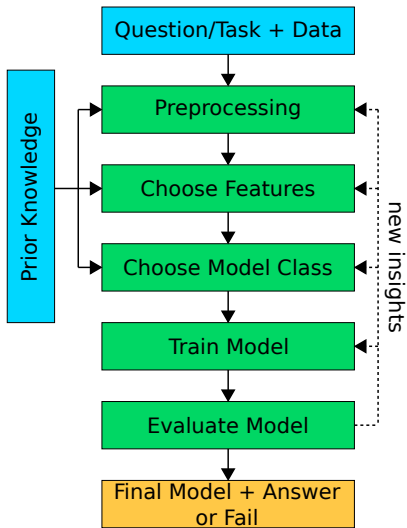 Question/Task + Data
Prior Knowledge
Preprocessing
Choose Features
Choose Model Class
Train Model
Evaluate Model
new insights
Final Model + Answer
or Fail